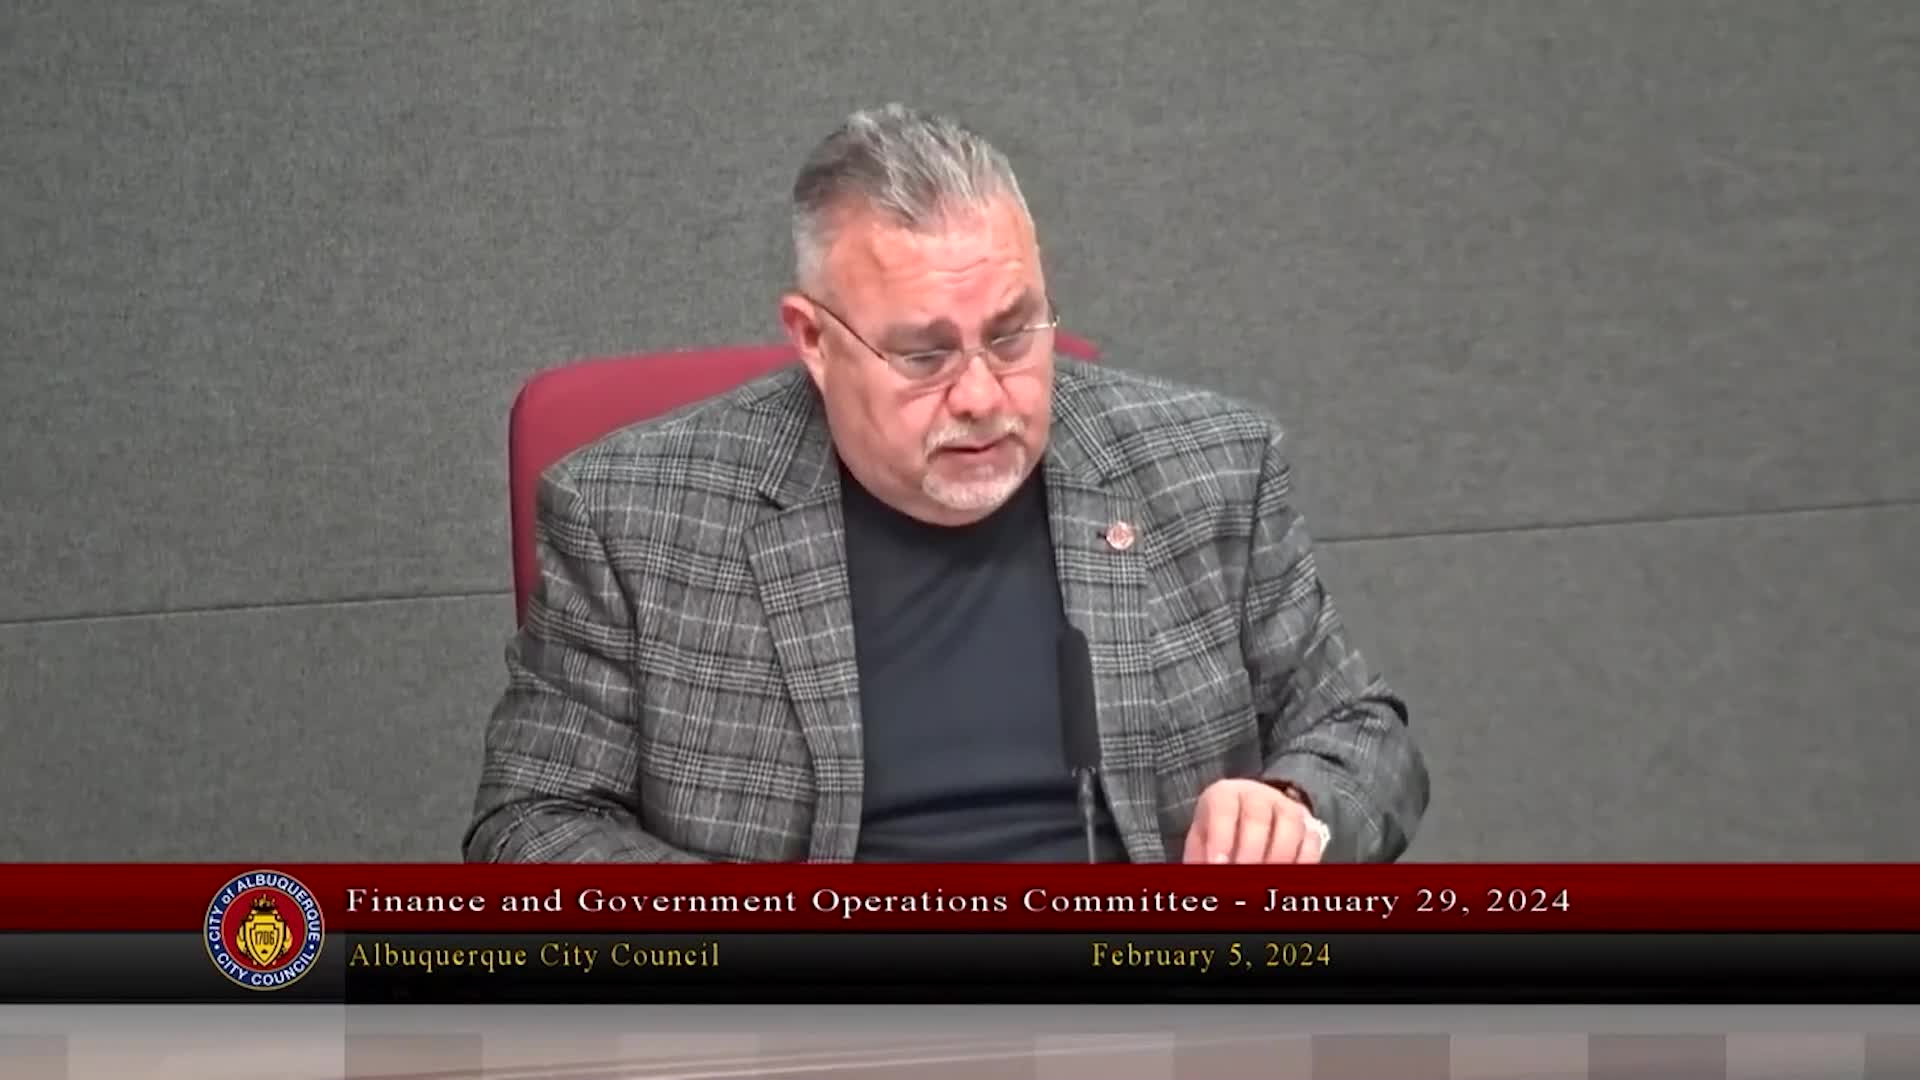 Finance and Government Operations Committee - January 29, 2024
CITY of ALBUQUERQUE
1706
CITY COUNCIL
Albuquerque City Council
February 5, 2024